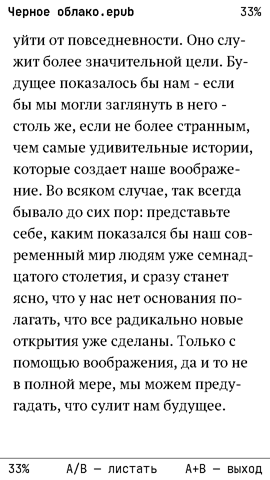 Черное облако.epub 33%
уйти от повседневности. Оно слу-
жит более значительной цели. Бу-
дущее показалось бы нам - если
бы мы могли заглянуть в него -
столь же, если не более странным,
чем самые удивительные истории,
которые создает наше воображе-
ние. Во всяком случае, так всегда
бывало до сих пор: представьте
себе, каким показался бы наш сов-
ременный мир людям уже семнад-
цатого столетия, и сразу станет
ясно, что у нас нет основания по-
лагать, что все радикально новые
открытия уже сделаны. Только с
помощью воображения, да и то не
в полной мере, мы можем преду-
гадать, что сулит нам будущее.
33% A/B — листать A+B — выход